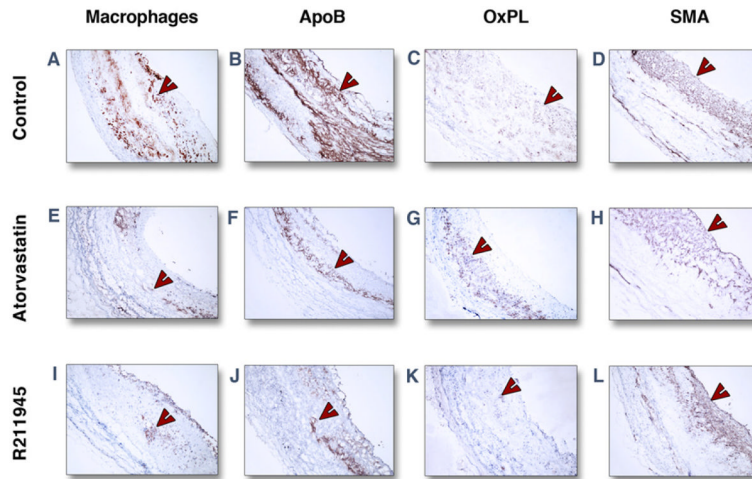 Macrophages ApoB OxPL SMA
Control
A B C D
Atorvastatin
E F G H
R211945
I J K L